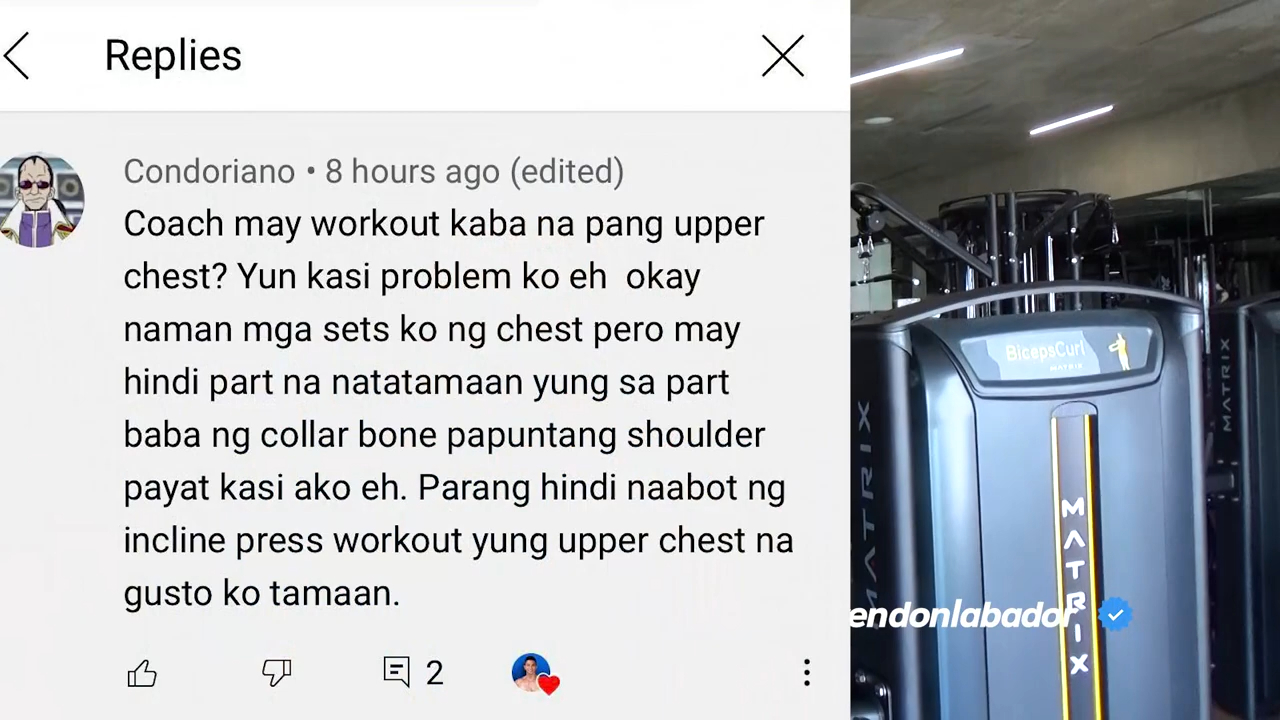 Replies
Condoriano • 8 hours ago (edited)
Coach may workout kaba na pang upper
chest? Yun kasi problem ko eh okay
naman mga sets ko ng chest pero may
hindi part na natatamaan yung sa part
baba ng collar bone papuntang shoulder
payat kasi ako eh. Parang hindi naabot ng
incline press workout yung upper chest na
gusto ko tamaan.
2
BicepsCurl
MATRIX
MATRIX
MATRIX
MATRIX
endonlabador